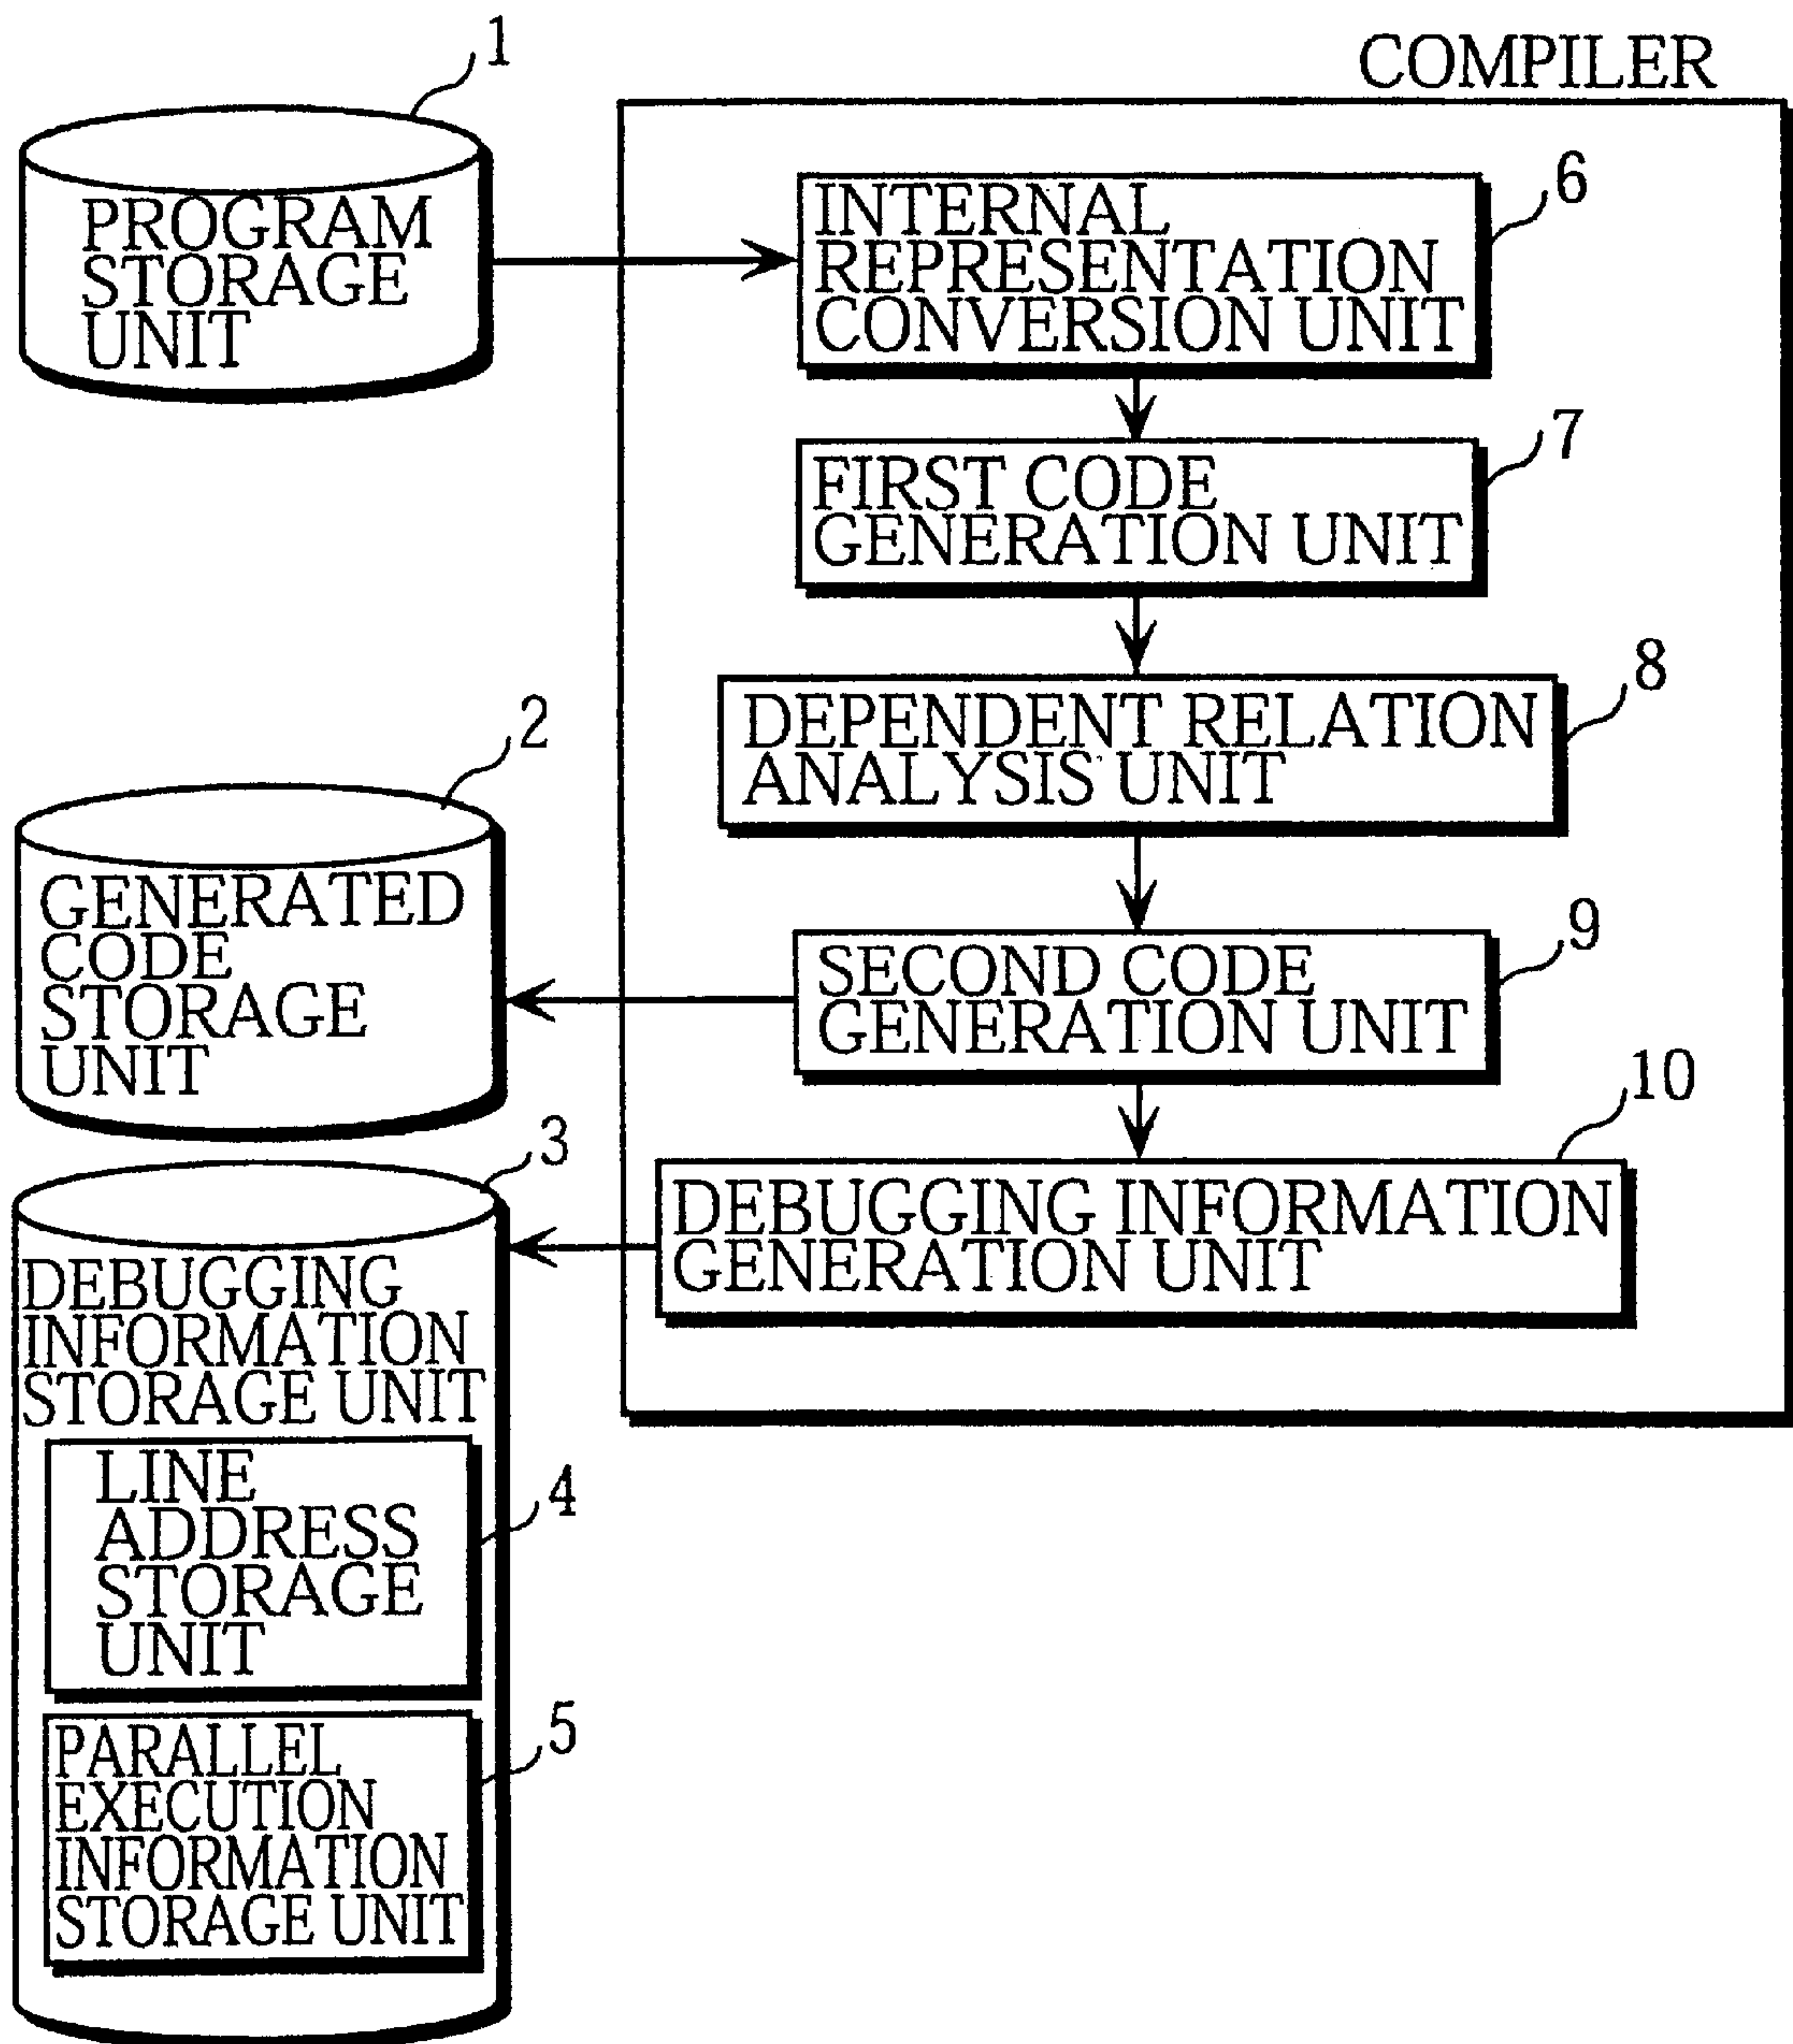 COMPILER
1
PROGRAM
STORAGE
UNIT
6
INTERNAL
REPRESENTATION
CONVERSION UNIT
7
FIRST CODE
GENERATION UNIT
8
DEPENDENT RELATION
ANALYSIS UNIT
2
GENERATED
CODE
STORAGE
UNIT
9
SECOND CODE
GENERATION UNIT
10
DEBUGGING INFORMATION
GENERATION UNIT
3
DEBUGGING
INFORMATION
STORAGE UNIT
4
LINE
ADDRESS
STORAGE
UNIT
5
PARALLEL
EXECUTION
INFORMATION
STORAGE UNIT